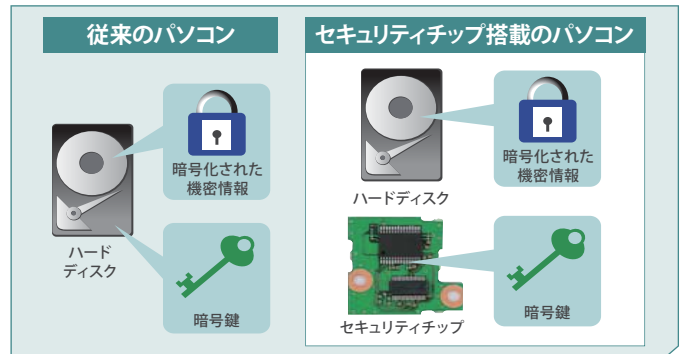 従来のパソコン
暗号化された
機密情報
ハード
ディスク
暗号鍵
セキュリティチップ搭載のパソコン
暗号化された
機密情報
ハードディスク
暗号鍵
セキュリティチップ